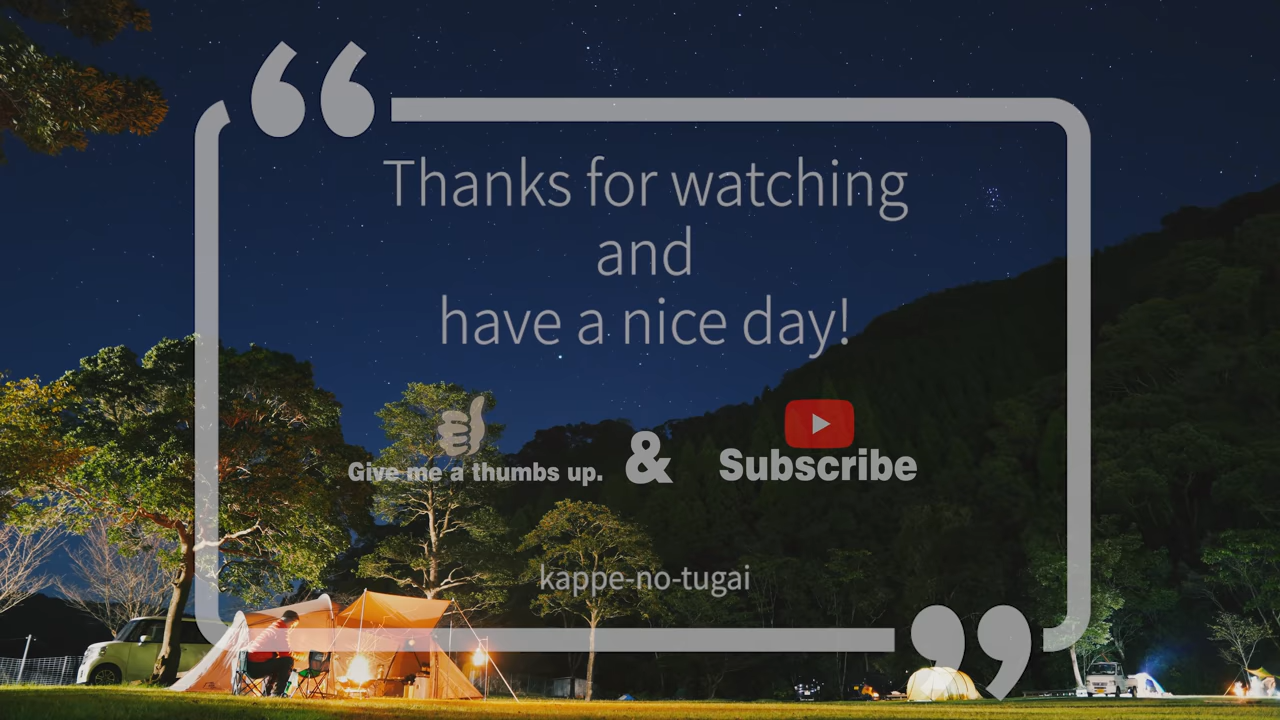 Thanks for watching
and
have a nice day!
Give me a thumbs up. & Subscribe
kappe-no-tugai